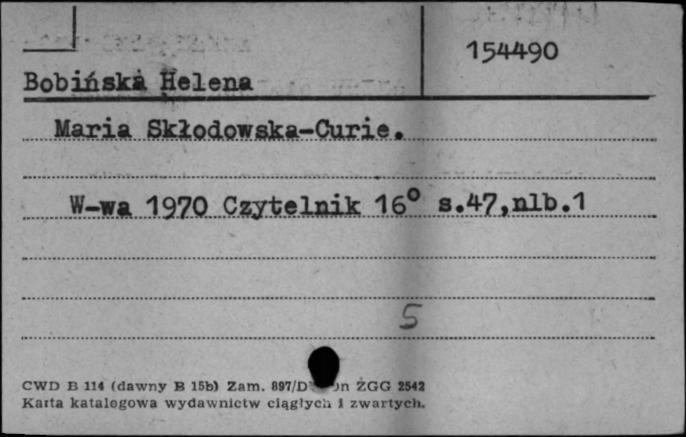 154490
Bobińska Helena
Maria Skłodowska-Curie.
W-wa 1970 Czytelnik 16° s.47,nlb.1
5
CWD B 114 (dawny B 15b) Zam. 897/D ZGG 2542
Karta katalogowa wydawnictw ciągłych i zwartych.